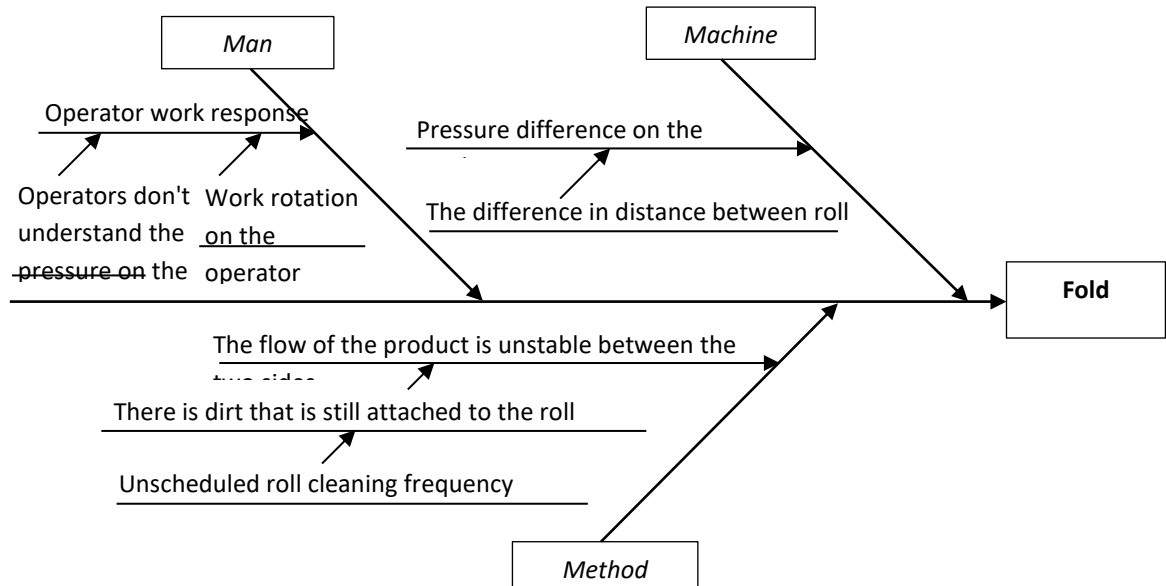 Man
Machine
Operator work response
Pressure difference on the
Operators don't
understand the
pressure on the
Work rotation
on the
operator
The difference in distance between roll
Fold
The flow of the product is unstable between the
two sides
There is dirt that is still attached to the roll
Unscheduled roll cleaning frequency
Method